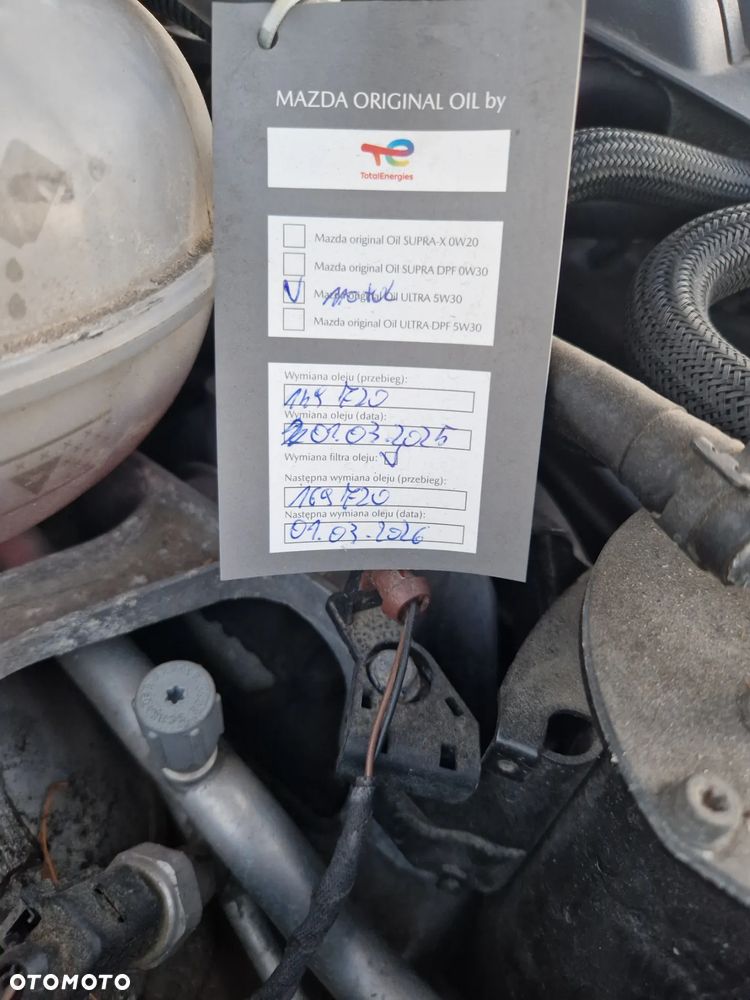 MAZDA ORIGINAL OIL by
TotalEnergies
Mazda original Oil SUPRA-X 0W20
Mazda original Oil SUPRA DPF 0W30
Mazda original Oil ULTRA 5W30
Mazda original Oil ULTRA DPF 5W30
Wymiana oleju (przebieg):
149 720
Wymiana oleju (data):
01.03.2025
Wymiana filtra oleju:
Następna wymiana oleju (przebieg):
169 720
Następna wymiana oleju (data):
01.03.2026
OTOMOTO